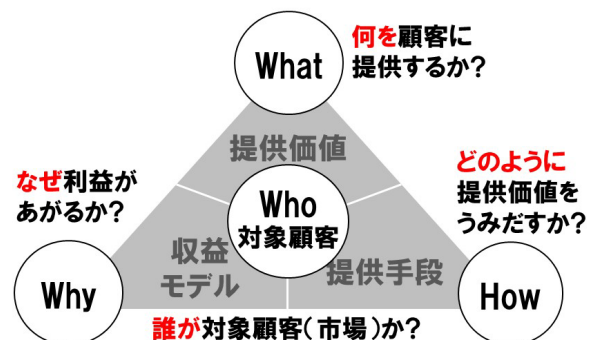 What
何を顧客に
提供するか?
提供価値
なぜ利益が
あがるか?
どのように
提供価値を
うみだすか?
Who
対象顧客
収益
モデル
提供手段
Why
How
誰が対象顧客(市場)か?